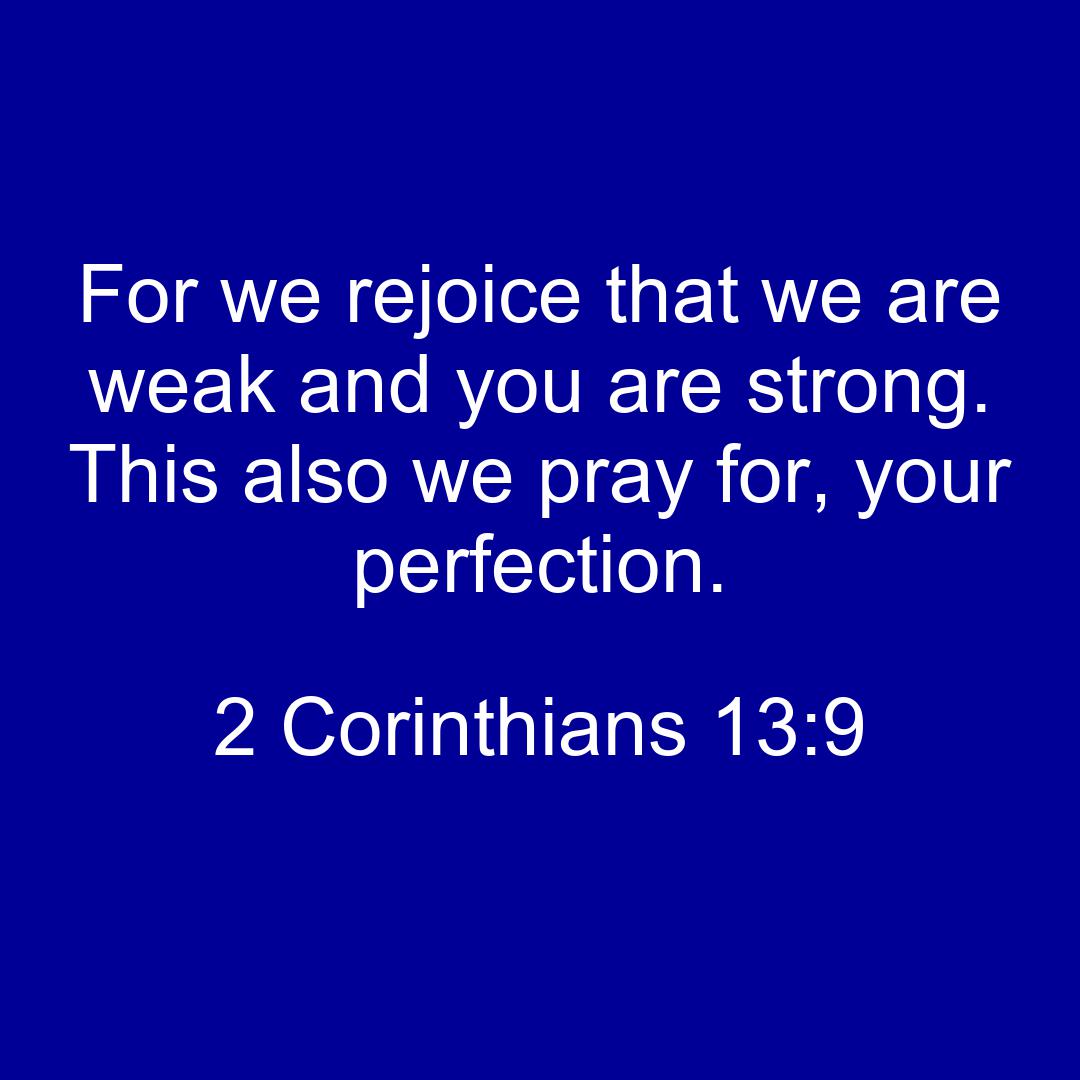 For we rejoice that we are
weak and you are strong.
This also we pray for, your
perfection.
2 Corinthians 13:9